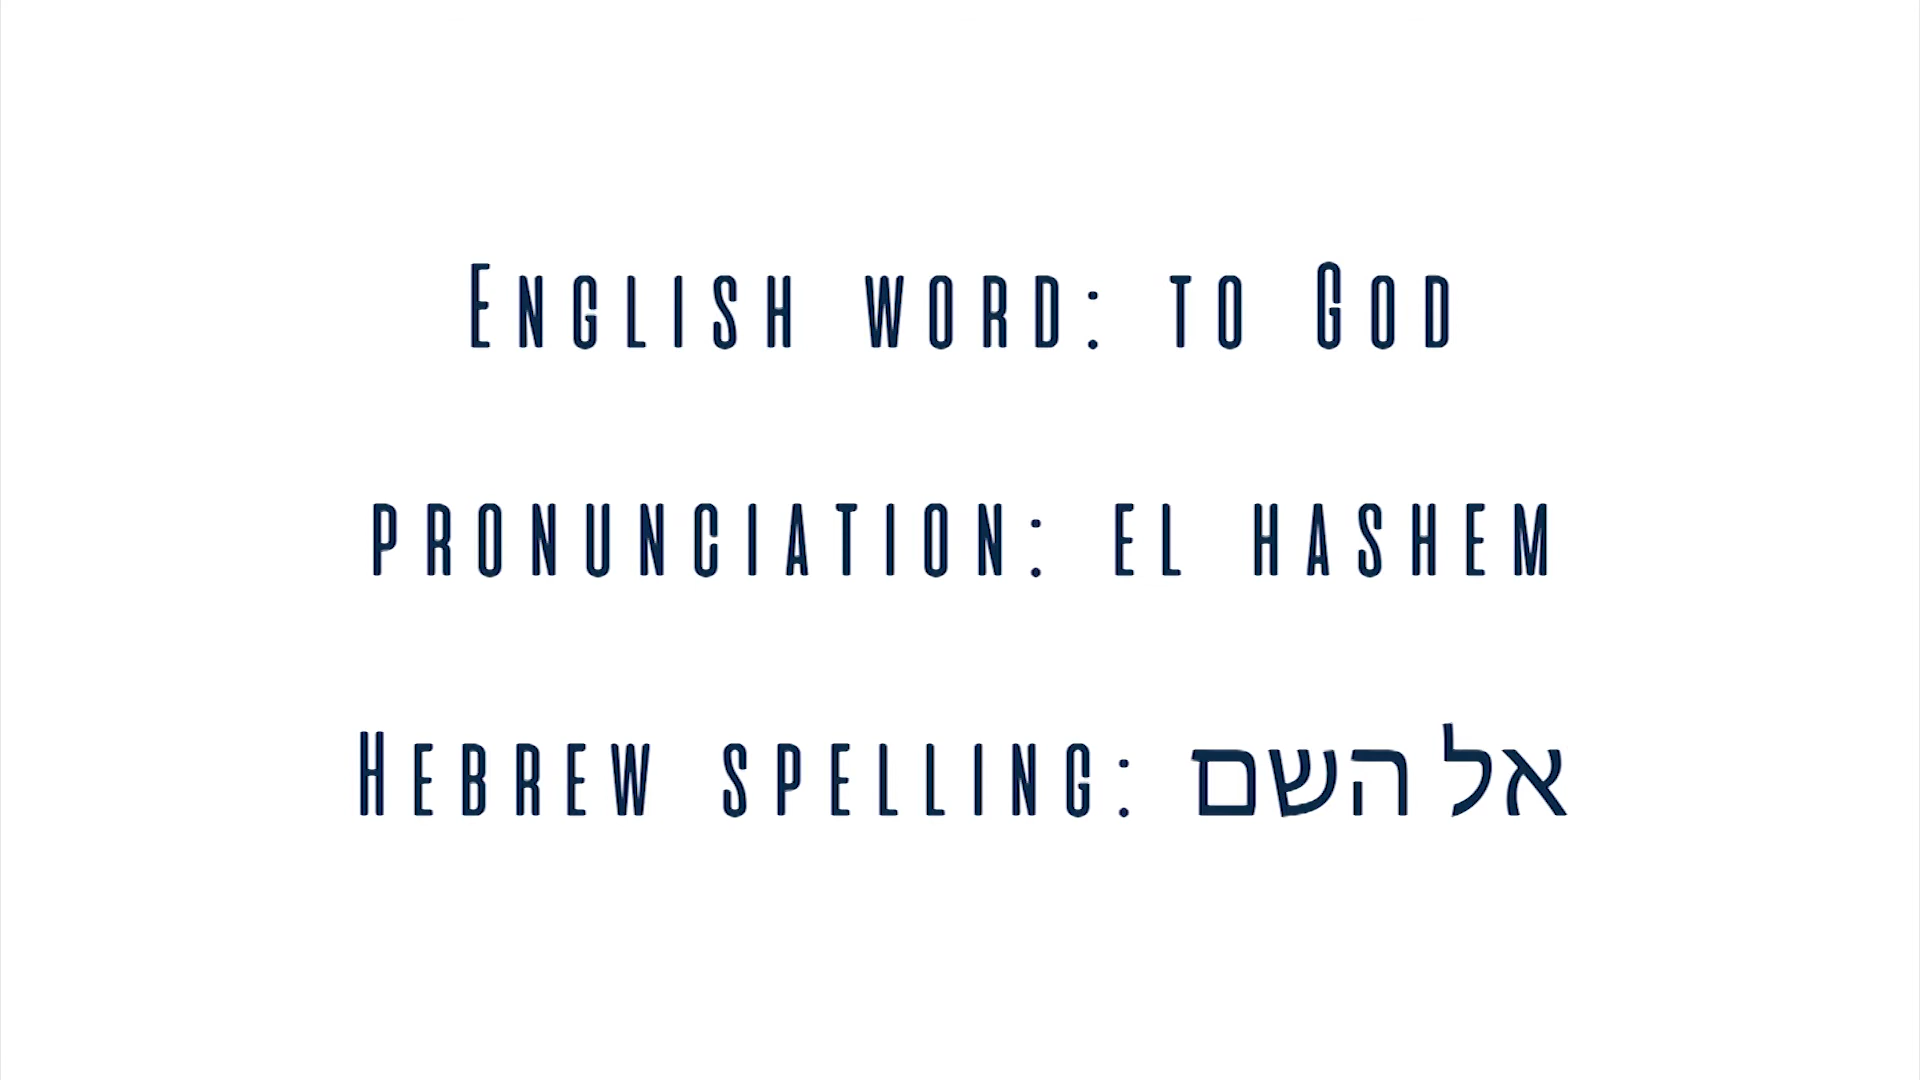 English word: to God
pronunciation: el hashem
Hebrew spelling: אל השם